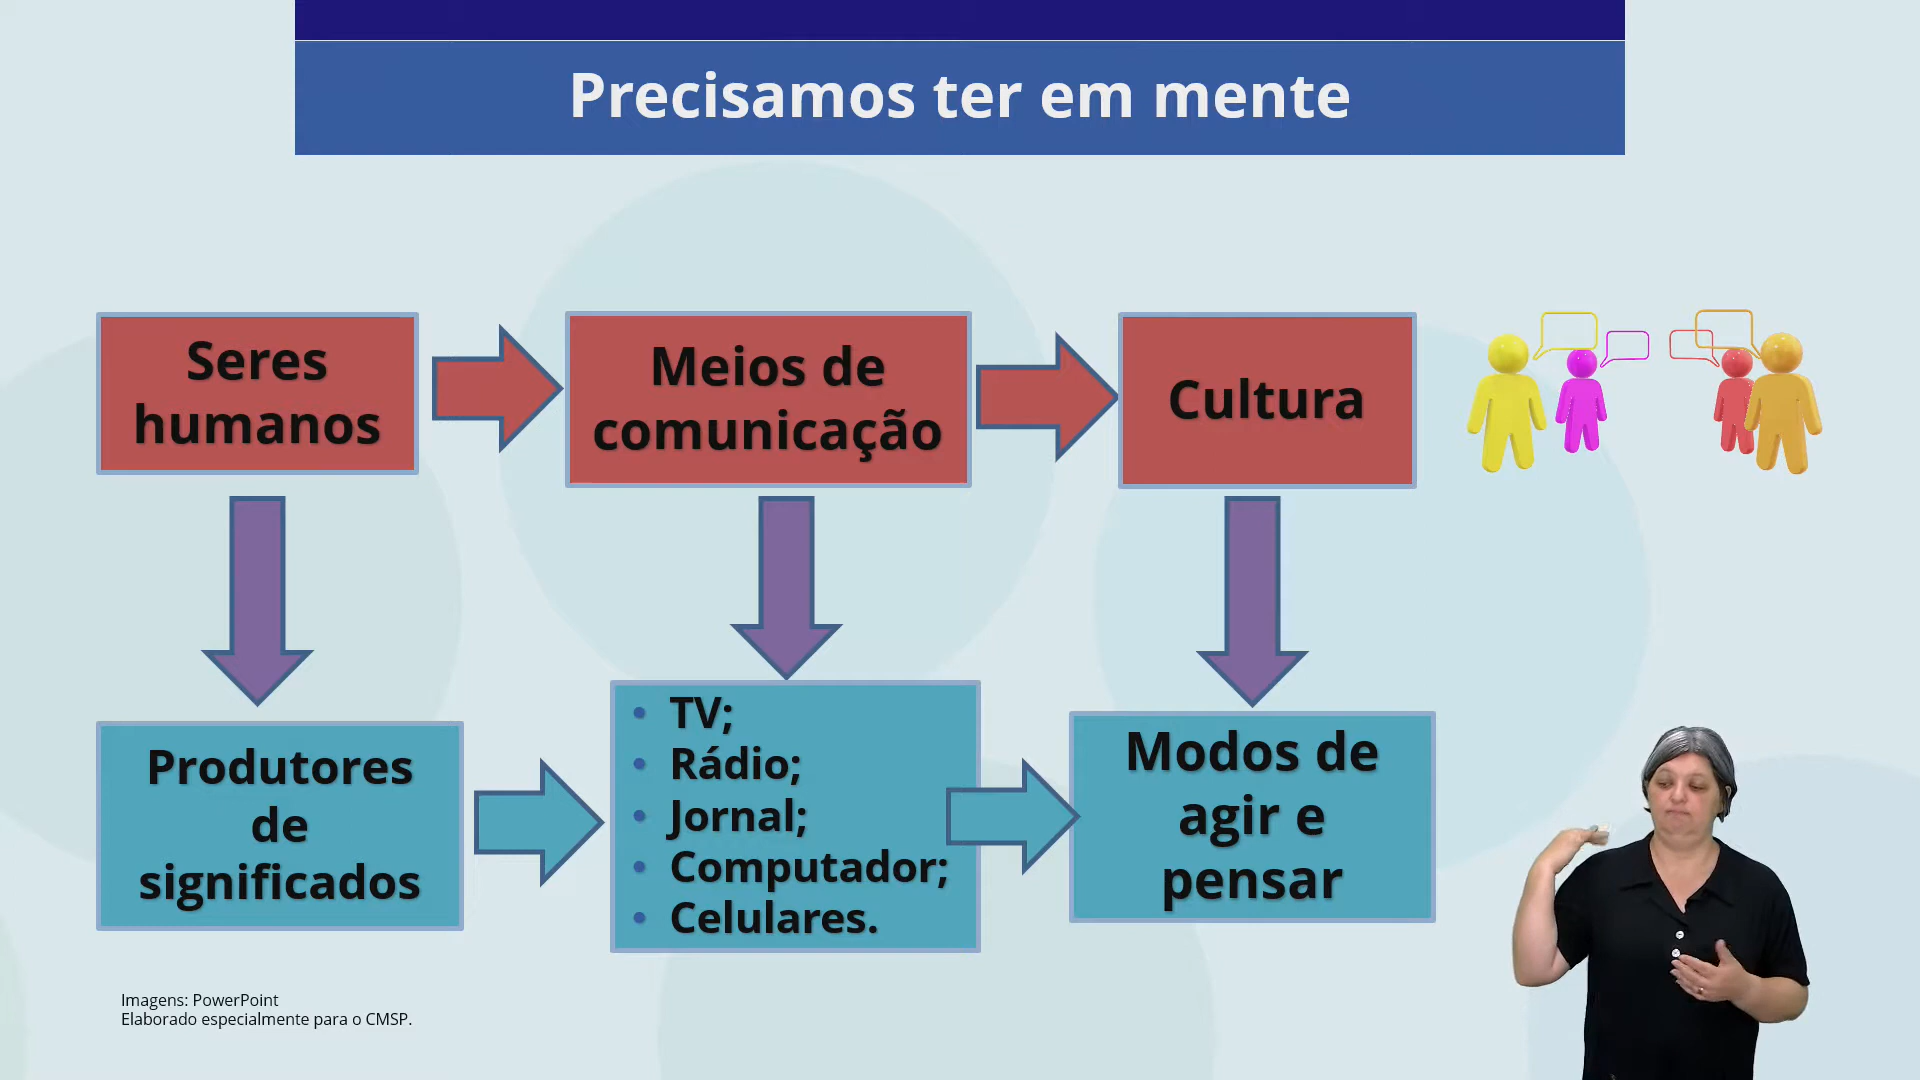 Precisamos ter em mente
Seres
humanos
Meios de
comunicação
Cultura
Produtores
de
significados
• TV;
• Rádio;
• Jornal;
• Computador;
• Celulares.
Modos de
agir e
pensar
Imagens: PowerPoint
Elaborado especialmente para o CMSP.